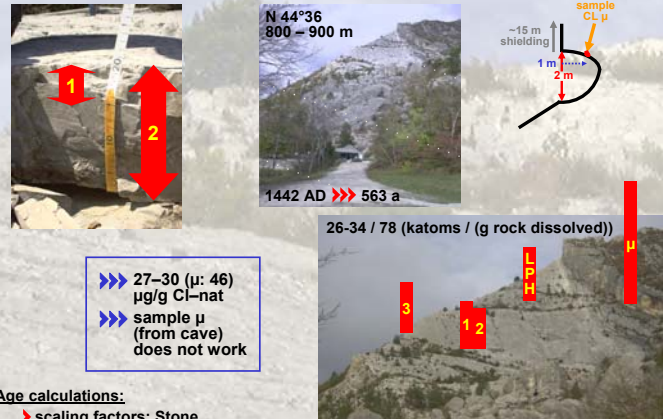 1
2
N 44°36
800 – 900 m
1442 AD >>> 563 a
sample
CL µ
~15 m
shielding
1 m
2 m
26-34 / 78 (katoms / (g rock dissolved))
3
1
2
L
P
H
µ
>>> 27–30 (µ: 46)
µg/g Cl–nat
>>> sample µ
(from cave)
does not work
Age calculations:
scaling factors: Stone